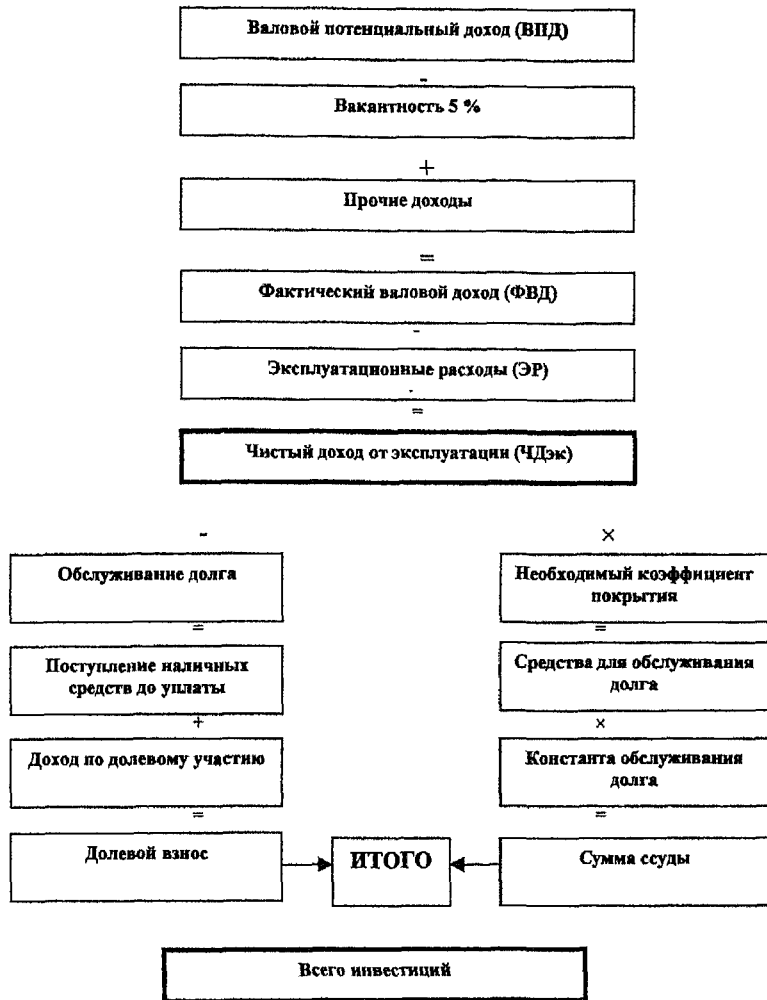 Валовой потенциальный доход (ВПД)
-
Вакантность 5 %
+
Прочие доходы
=
Фактический валовой доход (ФВД)
-
Эксплуатационные расходы (ЭР)
=
Чистый доход от эксплуатации (ЧДэк)
-
Обслуживание долга
=
Поступление наличных
средств до уплаты
+
Доход по долевому участию
=
Долевой взнос
×
Необходимый коэффициент
покрытия
=
Средства для обслуживания
долга
×
Константа обслуживания
долга
=
Сумма ссуды
ИТОГО
Всего инвестиций